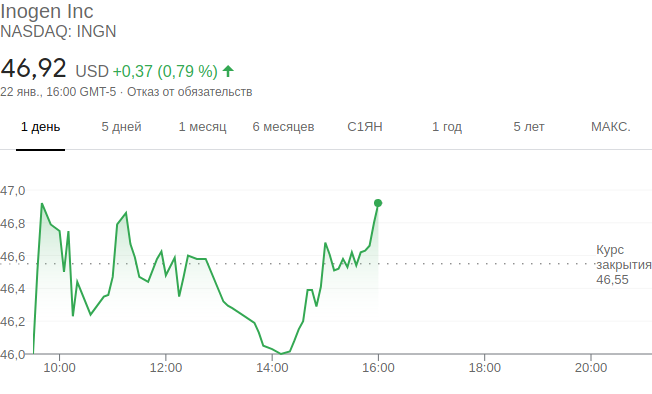 Inogen Inc
NASDAQ: INGN
46,92 USD +0,37 (0,79 %)
22 янв., 16:00 GMT-5 · Отказ от обязательств
1 день 5 дней 1 месяц 6 месяцев С1ЯН 1 год 5 лет МАКС.
47,0
46,8
46,6
46,4
46,2
46,0
Курс
закрытия
46,55
10:00 12:00 14:00 16:00 18:00 20:00